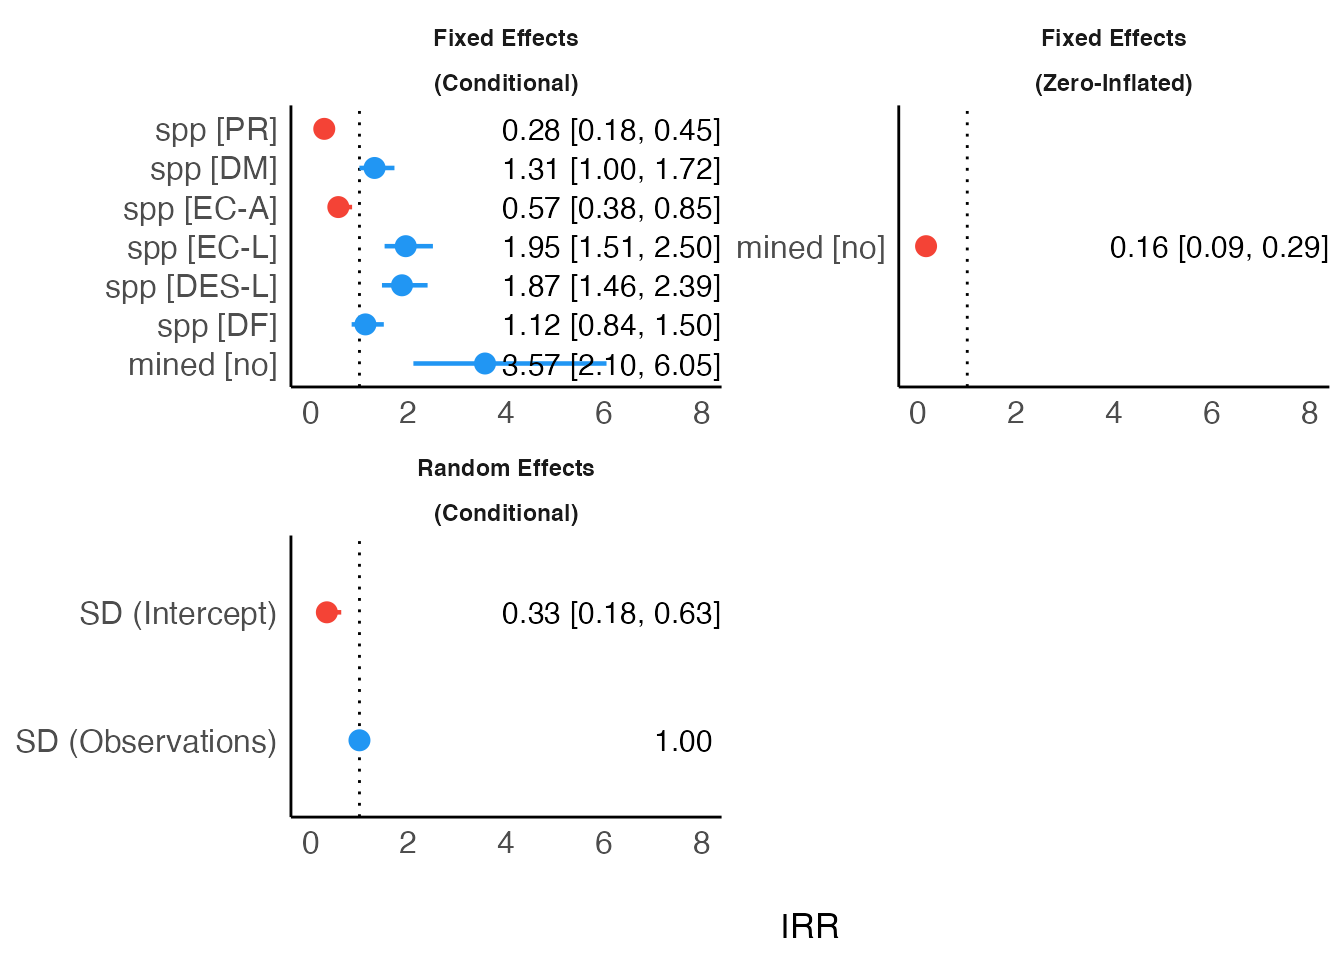 Fixed Effects
(Conditional)
spp [PR] 0.28 [0.18, 0.45]
spp [DM] 1.31 [1.00, 1.72]
spp [EC-A] 0.57 [0.38, 0.85]
spp [EC-L] 1.95 [1.51, 2.50]
spp [DES-L] 1.87 [1.46, 2.39]
spp [DF] 1.12 [0.84, 1.50]
mined [no] 3.57 [2.10, 6.05]
0 2 4 6 8
Fixed Effects
(Zero-Inflated)
mined [no] 0.16 [0.09, 0.29]
0 2 4 6 8
Random Effects
(Conditional)
SD (Intercept) 0.33 [0.18, 0.63]
SD (Observations) 1.00
0 2 4 6 8
IRR